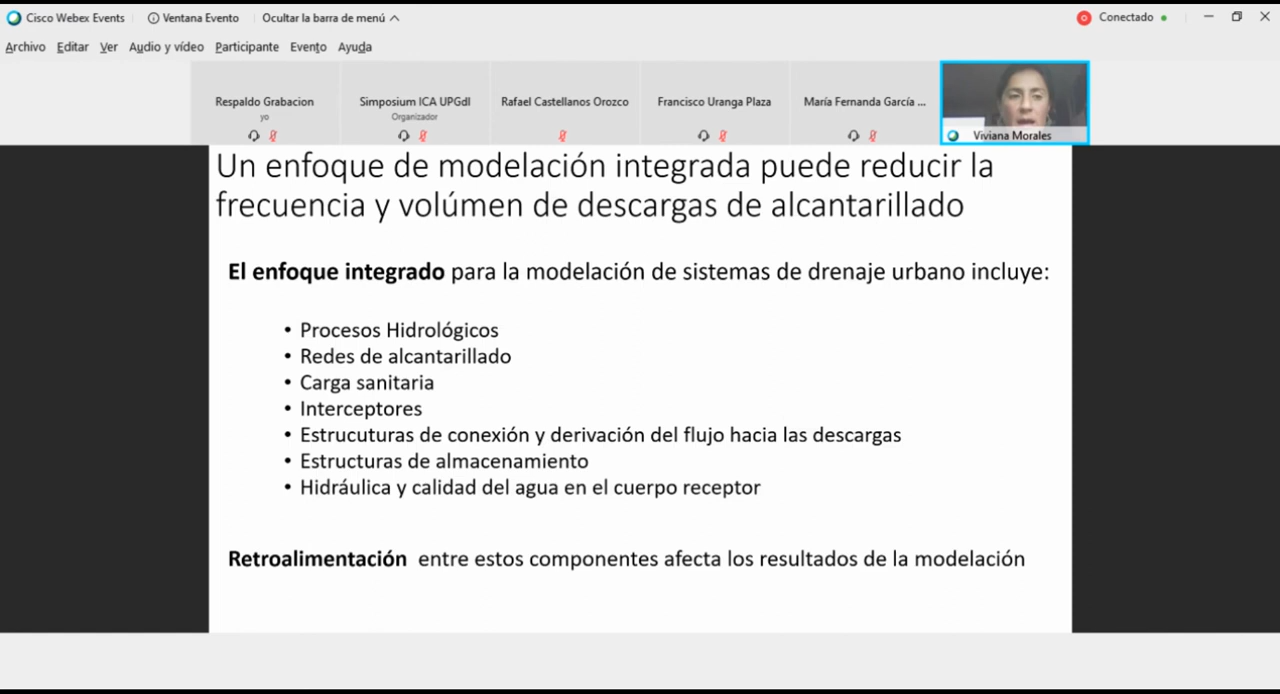 Cisco Webex Events
Ventana Evento
Ocultar la barra de menú
Conectado
Archivo Editar Ver Audio y vídeo Participante Evento Ayuda
Respaldo Grabacion
yo
Simposium ICA UPGdl
Organizador
Rafael Castellanos Orozco
Francisco Uranga Plaza
María Fernanda García ...
Viviana Morales
Un enfoque de modelación integrada puede reducir la
frecuencia y volúmen de descargas de alcantarillado
El enfoque integrado para la modelación de sistemas de drenaje urbano incluye:
• Procesos Hidrológicos
• Redes de alcantarillado
• Carga sanitaria
• Interceptores
• Estrucuturas de conexión y derivación del flujo hacia las descargas
• Estructuras de almacenamiento
• Hidráulica y calidad del agua en el cuerpo receptor
Retroalimentación entre estos componentes afecta los resultados de la modelación